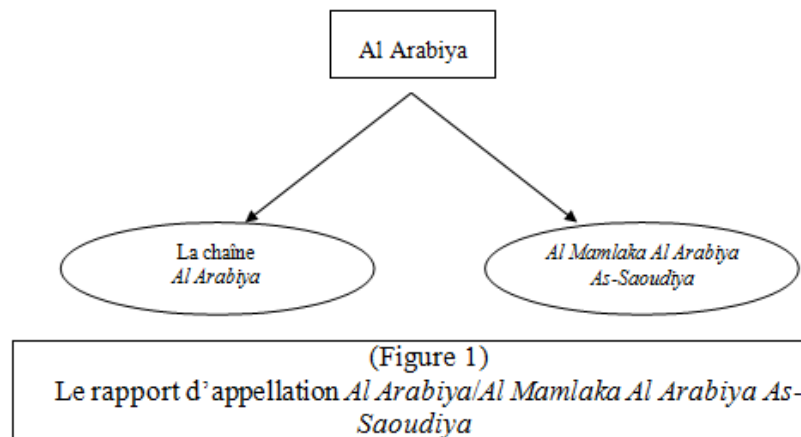 Al Arabiya
La chaîne
Al Arabiya
Al Mamlaka Al Arabiya
As-Saoudiya
(Figure 1)
Le rapport d’appellation Al Arabiya/Al Mamlaka Al Arabiya As-
Saoudiya